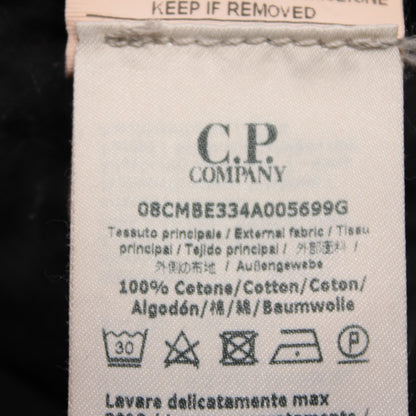 KEEP IF REMOVED
C.P.
COMPANY
08CMBE334A005699G
Tessuto principale / External fabric / Tissu
principal / Tejido principal / 外部面料 /
外側の布地 / Außengewebe
100% Cotone/Cotton/Coton/
Algodón/棉/綿/Baumwolle
30 P
Lavare delicatamente max